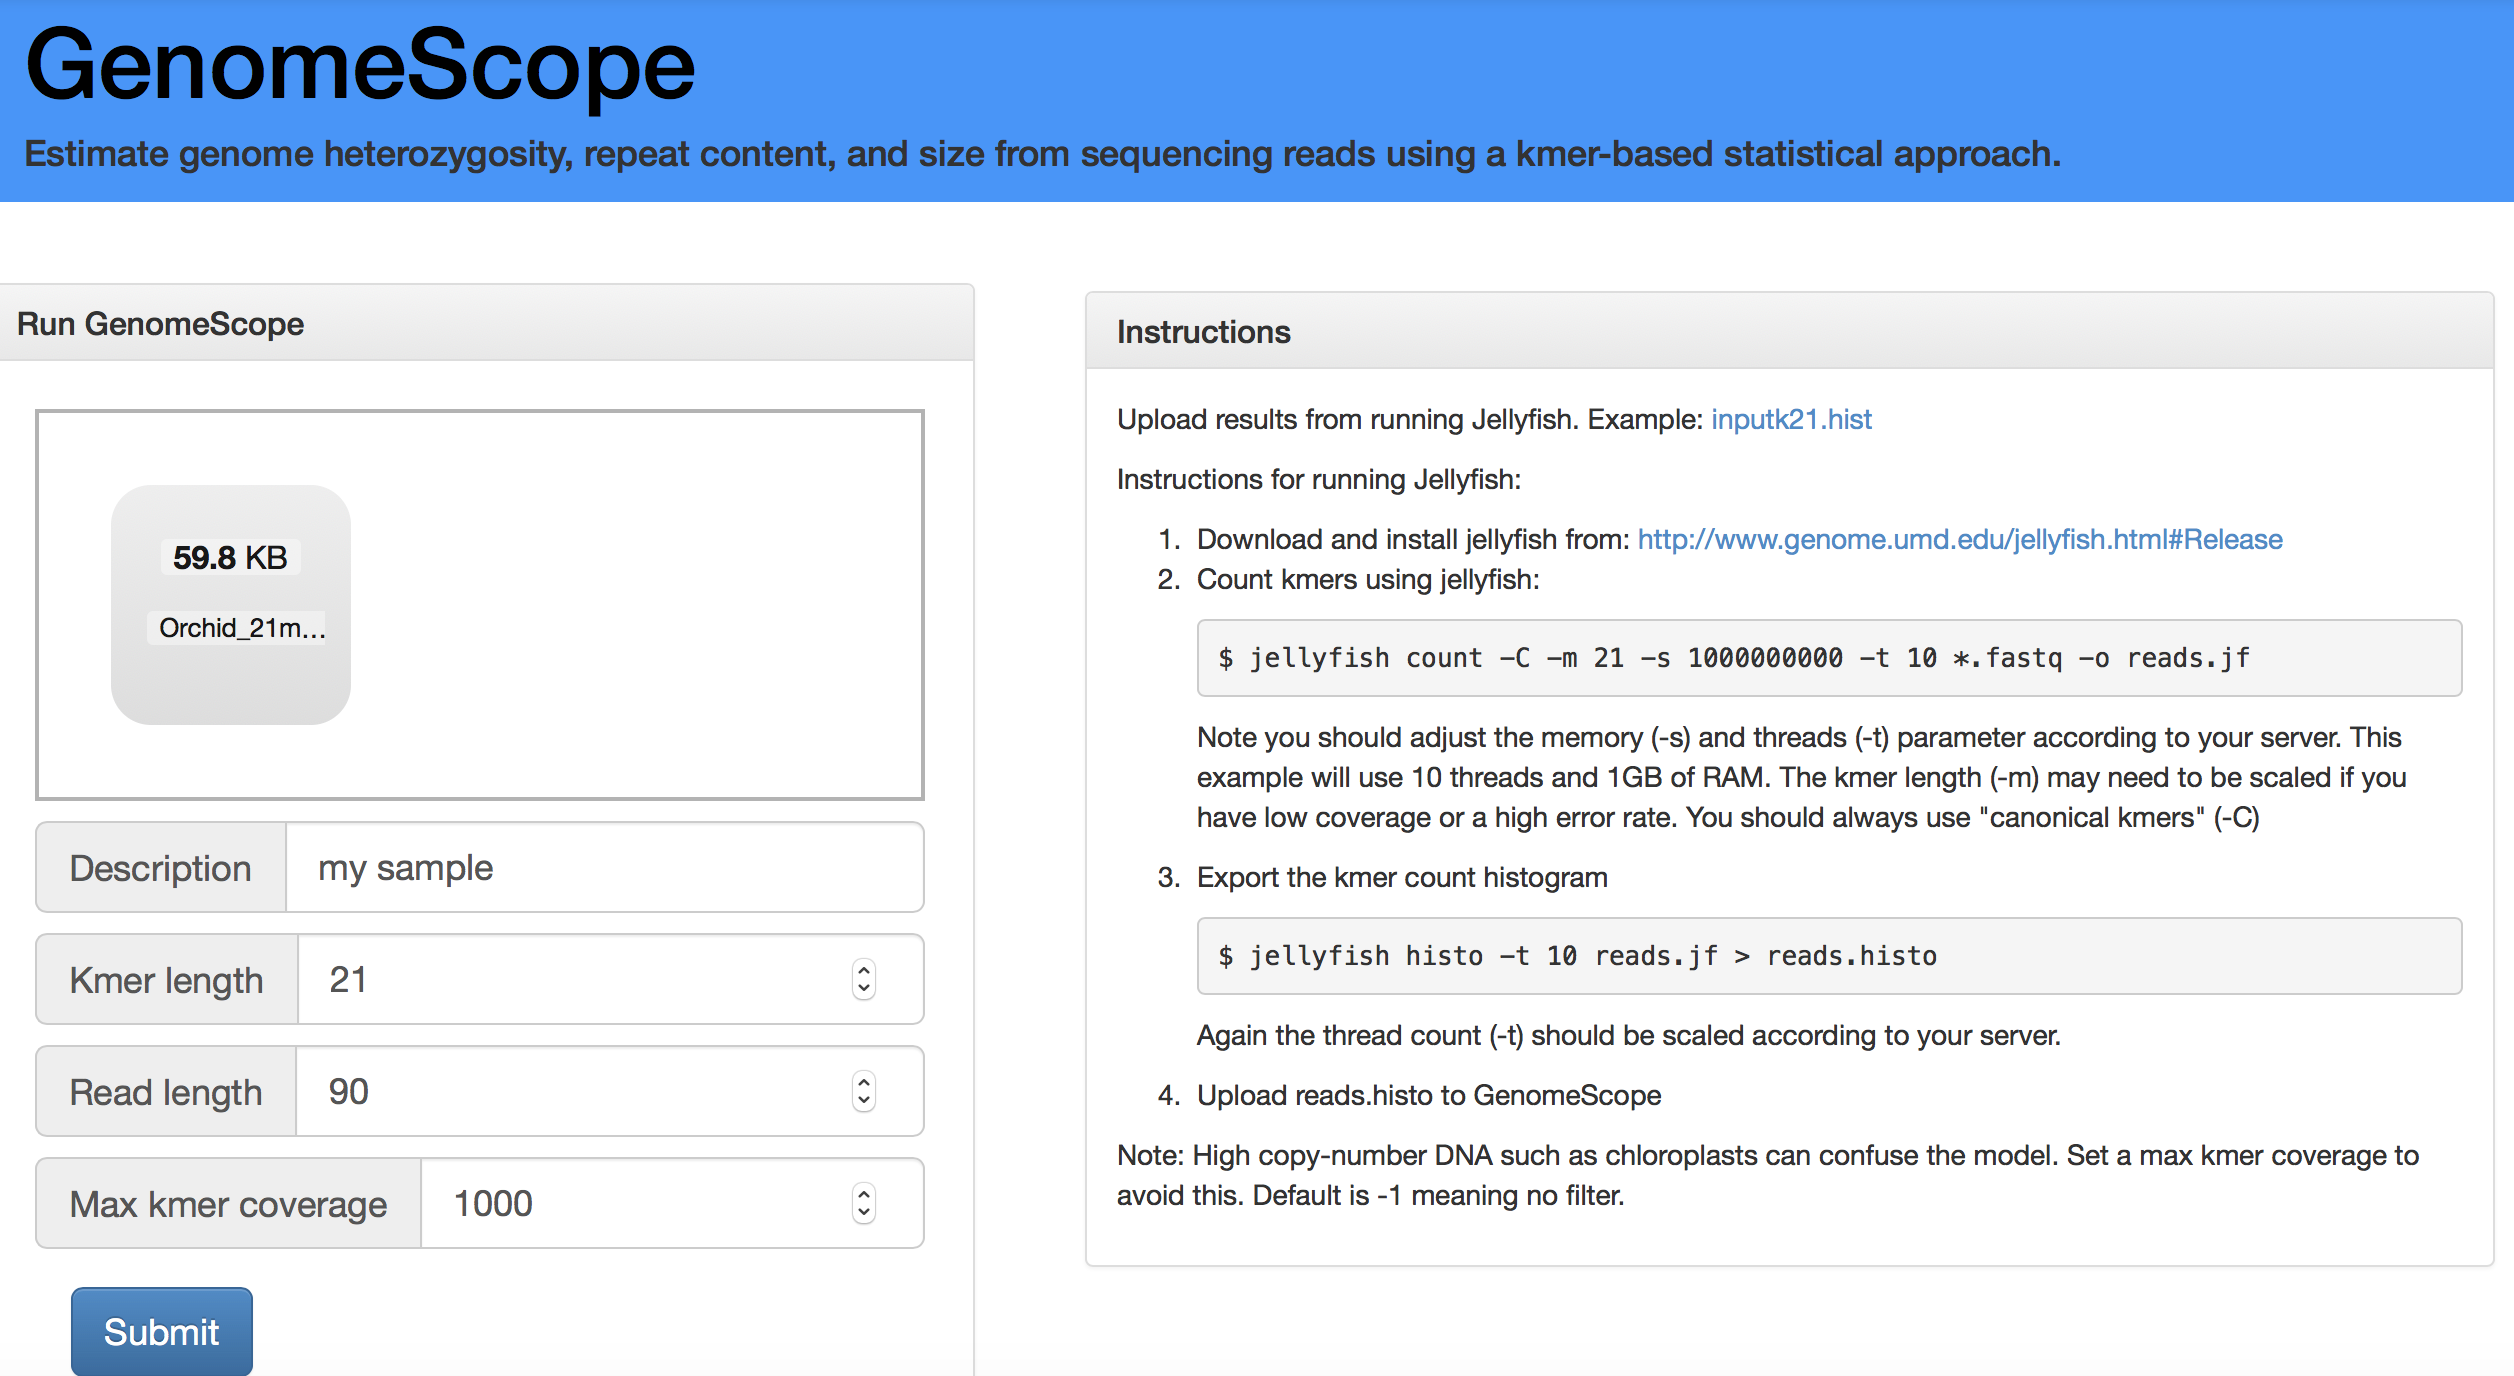 GenomeScope
Estimate genome heterozygosity, repeat content, and size from sequencing reads using a kmer-based statistical approach.
Run GenomeScope
59.8 KB
Orchid_21m...
Description my sample
Kmer length 21
Read length 90
Max kmer coverage 1000
Submit
Instructions
Upload results from running Jellyfish. Example: inputk21.hist
Instructions for running Jellyfish:
1. Download and install jellyfish from: http://www.genome.umd.edu/jellyfish.html#Release
2. Count kmers using jellyfish:
$ jellyfish count -C -m 21 -s 1000000000 -t 10 *.fastq -o reads.jf
Note you should adjust the memory (-s) and threads (-t) parameter according to your server. This
example will use 10 threads and 1GB of RAM. The kmer length (-m) may need to be scaled if you
have low coverage or a high error rate. You should always use "canonical kmers" (-C)
3. Export the kmer count histogram
$ jellyfish histo -t 10 reads.jf > reads.histo
Again the thread count (-t) should be scaled according to your server.
4. Upload reads.histo to GenomeScope
Note: High copy-number DNA such as chloroplasts can confuse the model. Set a max kmer coverage to
avoid this. Default is -1 meaning no filter.